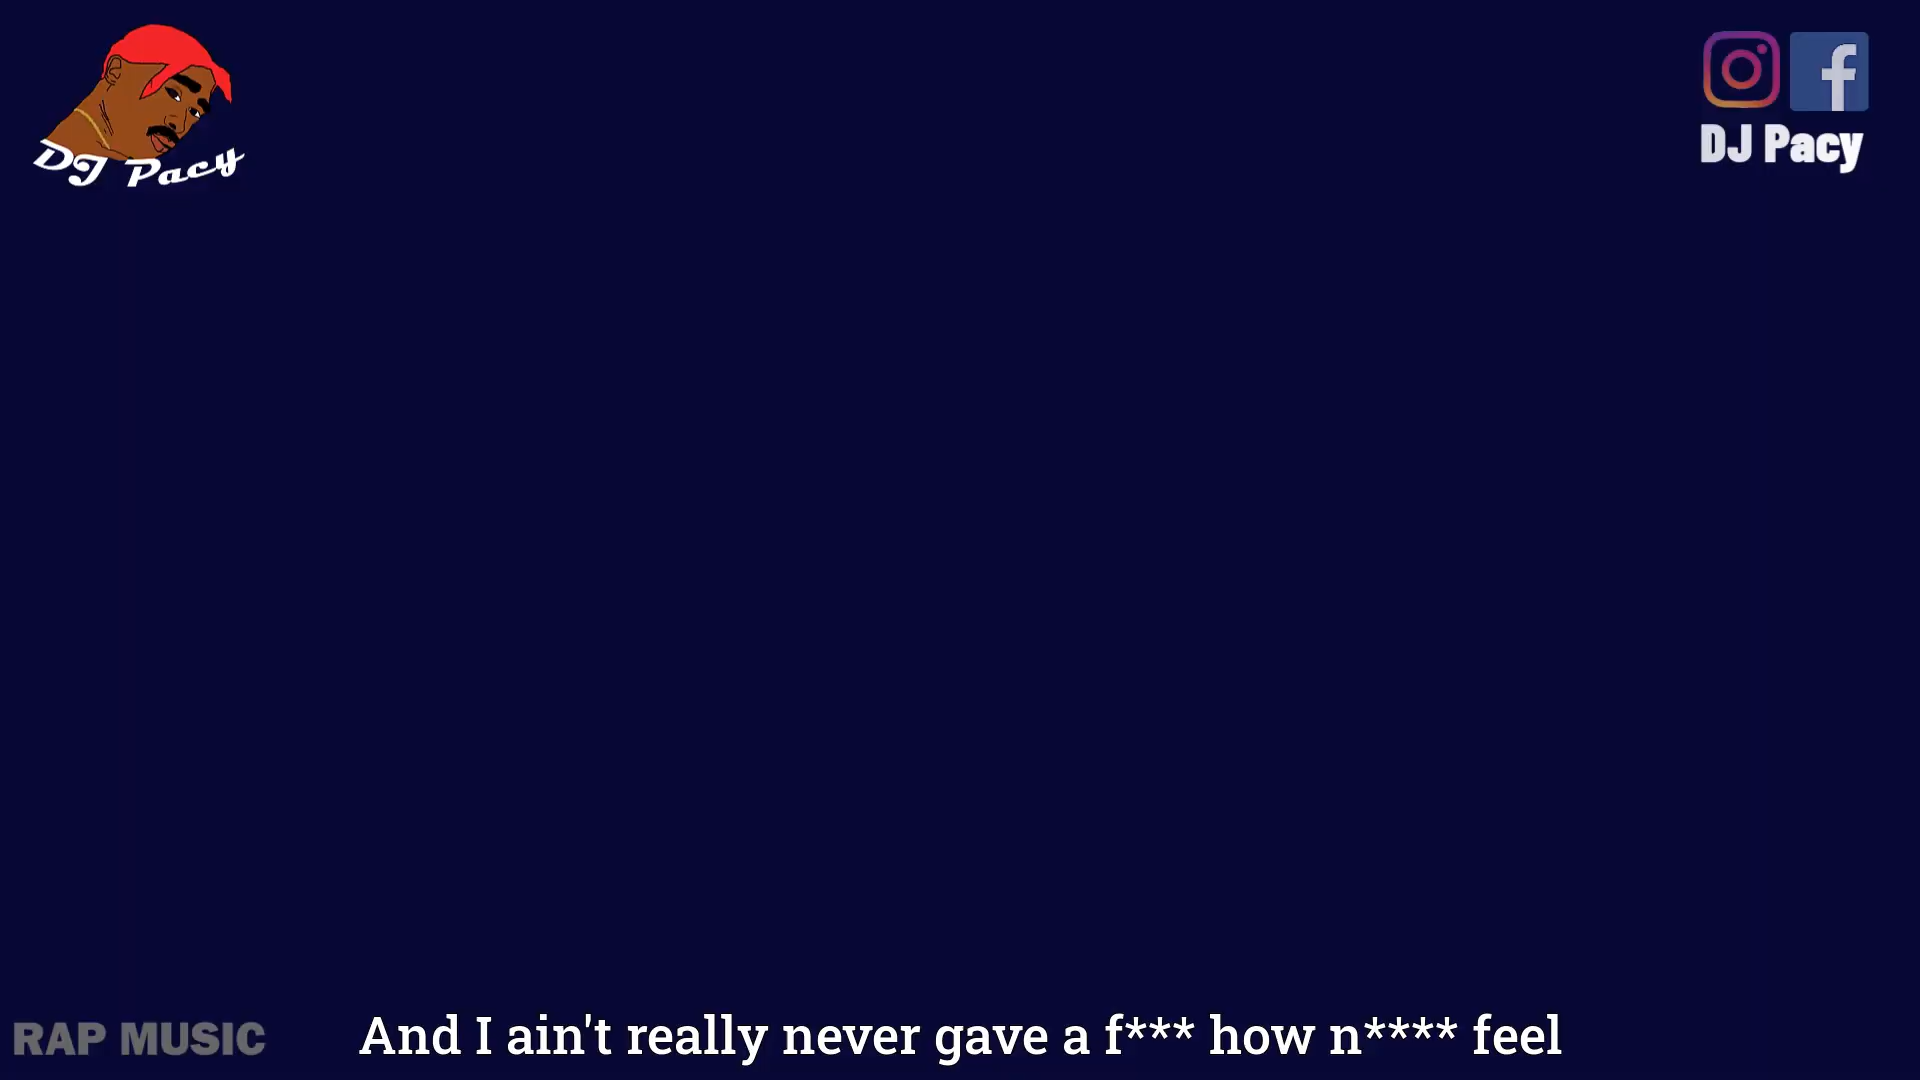 DJ Pacy
DJ Pacy
RAP MUSIC
And I ain't really never gave a f*** how n**** feel